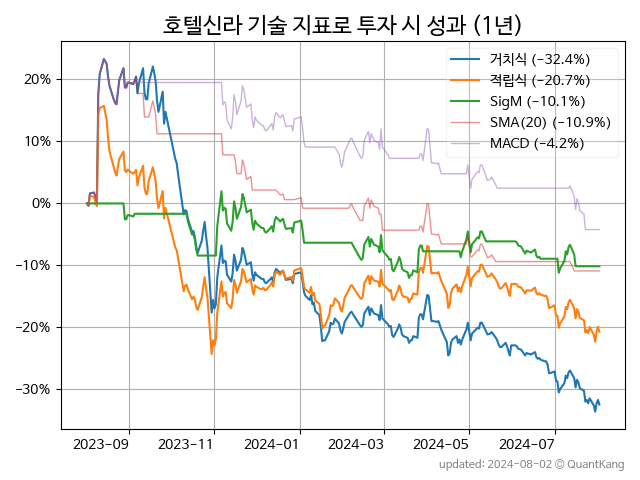 호텔신라 기술 지표로 투자 시 성과 (1년)
거치식 (−32.4%)
적립식 (−20.7%)
SigM (−10.1%)
SMA(20) (−10.9%)
MACD (−4.2%)
20%
10%
0%
−10%
−20%
−30%
2023-09 2023-11 2024-01 2024-03 2024-05 2024-07
updated: 2024-08-02 © QuantKang